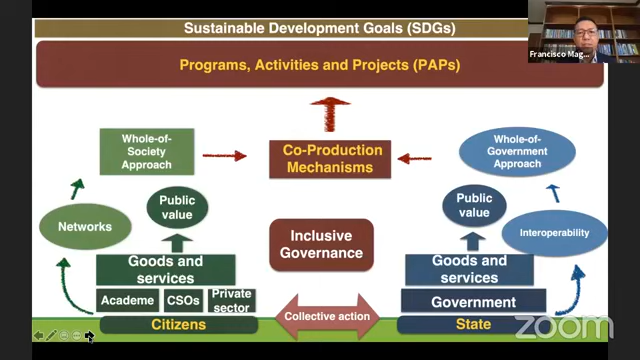 Sustainable Development Goals (SDGs)
Francisco Mag...
Programs, Activities and Projects (PAPs)
Whole-of-
Society
Approach
Co-Production
Mechanisms
Whole-of-
Government
Approach
Public
value
Public
value
Networks
Interoperability
Inclusive
Governance
Goods and
services
Goods and
services
Academe
CSOs
Private
sector
Government
Collective action
Citizens
State
zoom